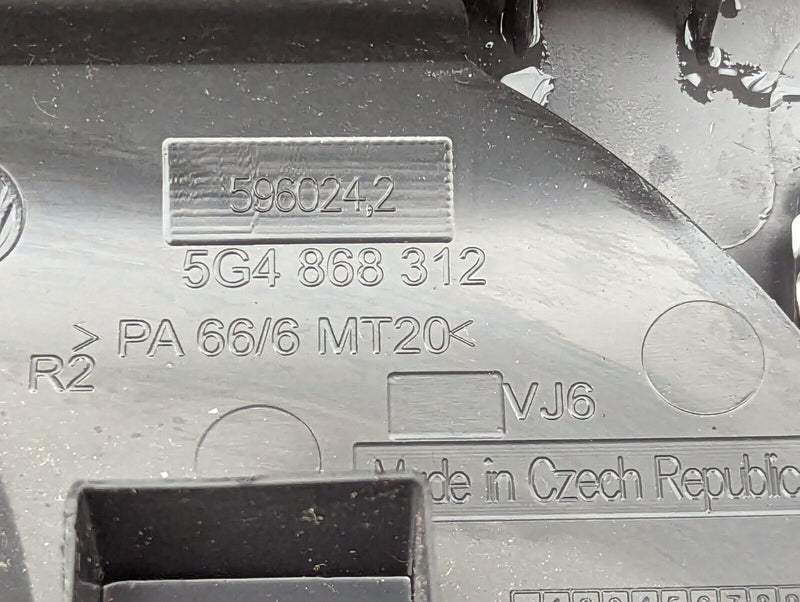 596024,2
5G4 868 312
>PA 66/6 MT20<
R2
VJ6
Made in Czech Republic